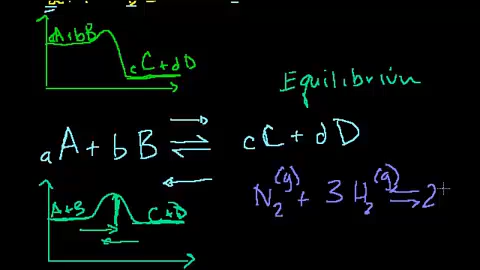 aA+bB
cC+dD
Equilibrium
aA + bB ⇌ cC + dD
A+B
C+D
N₂(g) + 3H₂(g) ⇌ 2